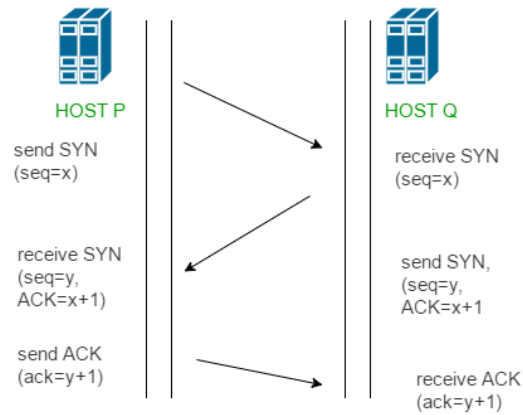 HOST P
HOST Q
send SYN
(seq=x)
receive SYN
(seq=x)
receive SYN
(seq=y,
ACK=x+1)
send SYN,
(seq=y,
ACK=x+1
send ACK
(ack=y+1)
receive ACK
(ack=y+1)